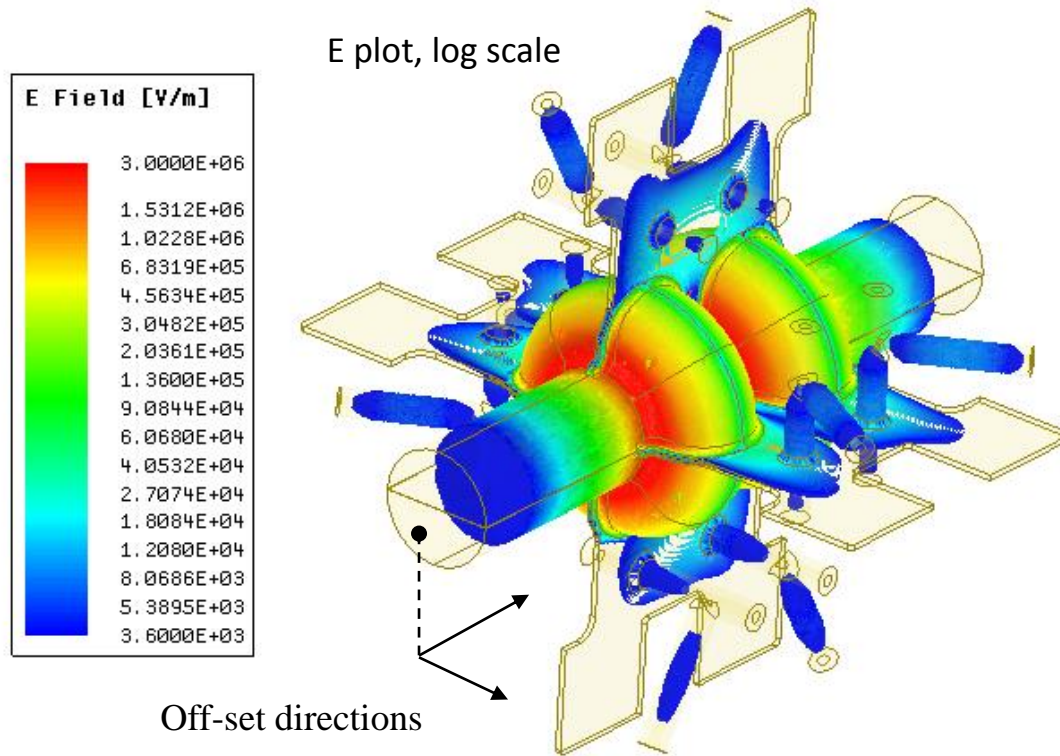 E plot, log scale
E Field [V/m]
3.0000E+06
1.5312E+06
1.0228E+06
6.8319E+05
4.5634E+05
3.0482E+05
2.0361E+05
1.3600E+05
9.0844E+04
6.0680E+04
4.0532E+04
2.7074E+04
1.8084E+04
1.2080E+04
8.0686E+03
5.3895E+03
3.6000E+03
Off-set directions